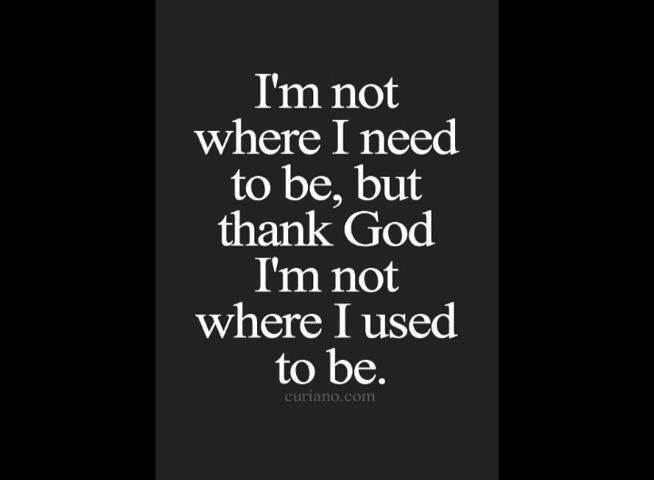 I'm not
where I need
to be, but
thank God
I'm not
where I used
to be.
curiano.com